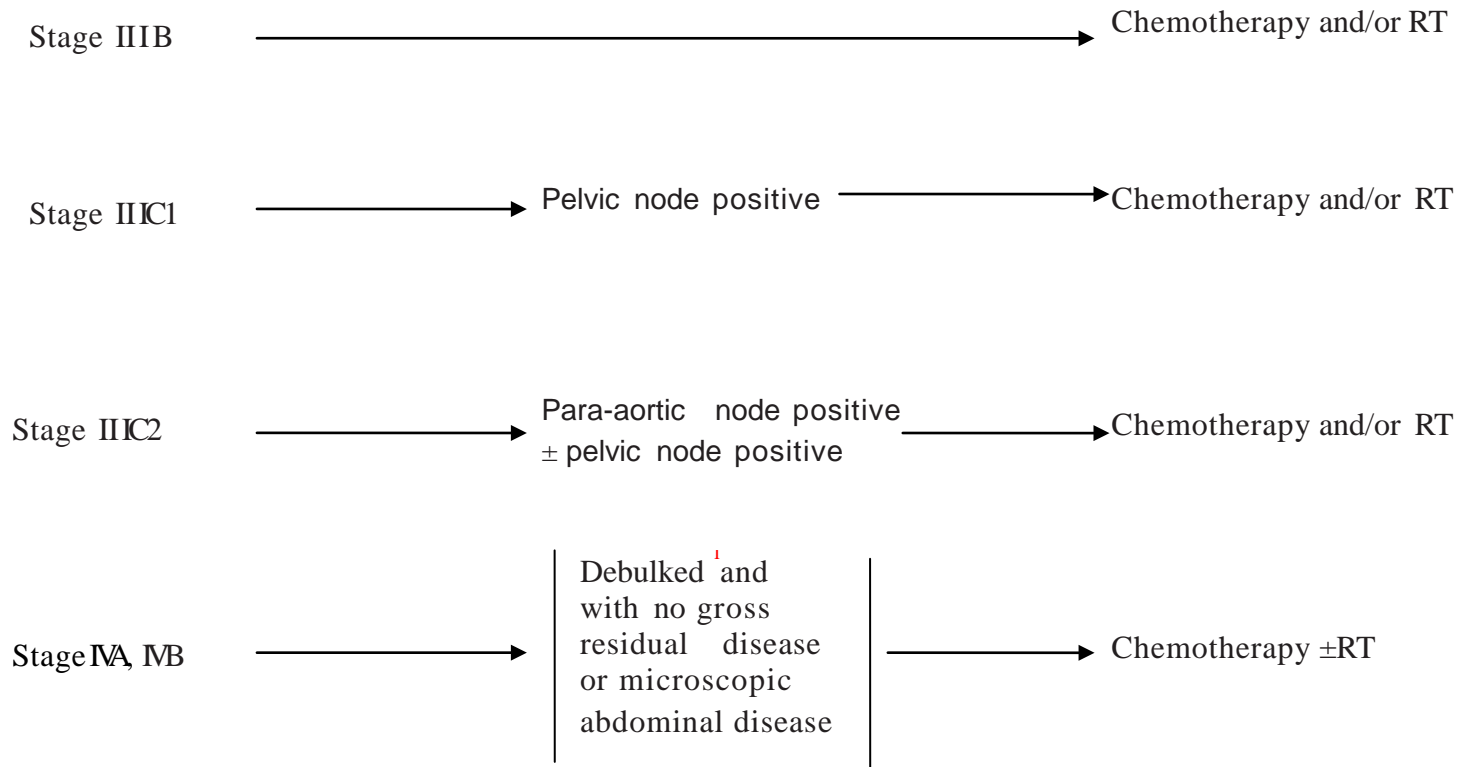 Stage IIIB
Chemotherapy and/or RT
Stage IIIC1
Pelvic node positive
Chemotherapy and/or RT
Stage IIIC2
Para-aortic node positive
± pelvic node positive
Chemotherapy and/or RT
Stage IVA, IVB
Debulked and
with no gross
residual disease
or microscopic
abdominal disease
Chemotherapy ±RT